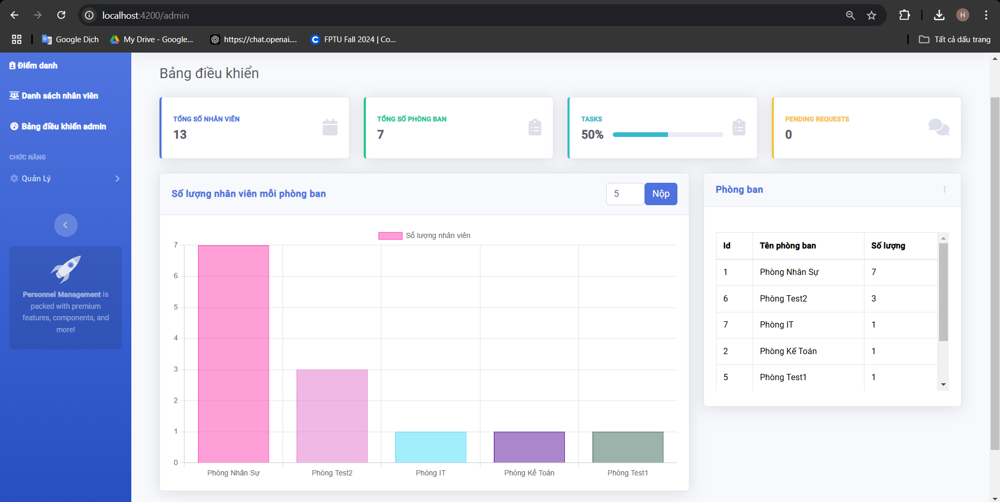 localhost:4200/admin
H
Google Dịch
My Drive - Google...
https://chat.openai....
FPTU Fall 2024 | Co...
Tất cả dấu trang
Điểm danh
Danh sách nhân viên
Bảng điều khiển admin
CHỨC NĂNG
Quản Lý
Personnel Management is
packed with premium
features, components, and
more!
Bảng điều khiển
TỔNG SỐ NHÂN VIÊN
13
TỔNG SỐ PHÒNG BAN
7
TASKS
50%
PENDING REQUESTS
0
Số lượng nhân viên mỗi phòng ban
5
Nộp
Số lượng nhân viên
7
6
5
4
3
2
1
0
Phòng Nhân Sự
Phòng Test2
Phòng IT
Phòng Kế Toán
Phòng Test1
Phòng ban
Id Tên phòng ban Số lượng
1 Phòng Nhân Sự 7
6 Phòng Test2 3
7 Phòng IT 1
2 Phòng Kế Toán 1
5 Phòng Test1 1